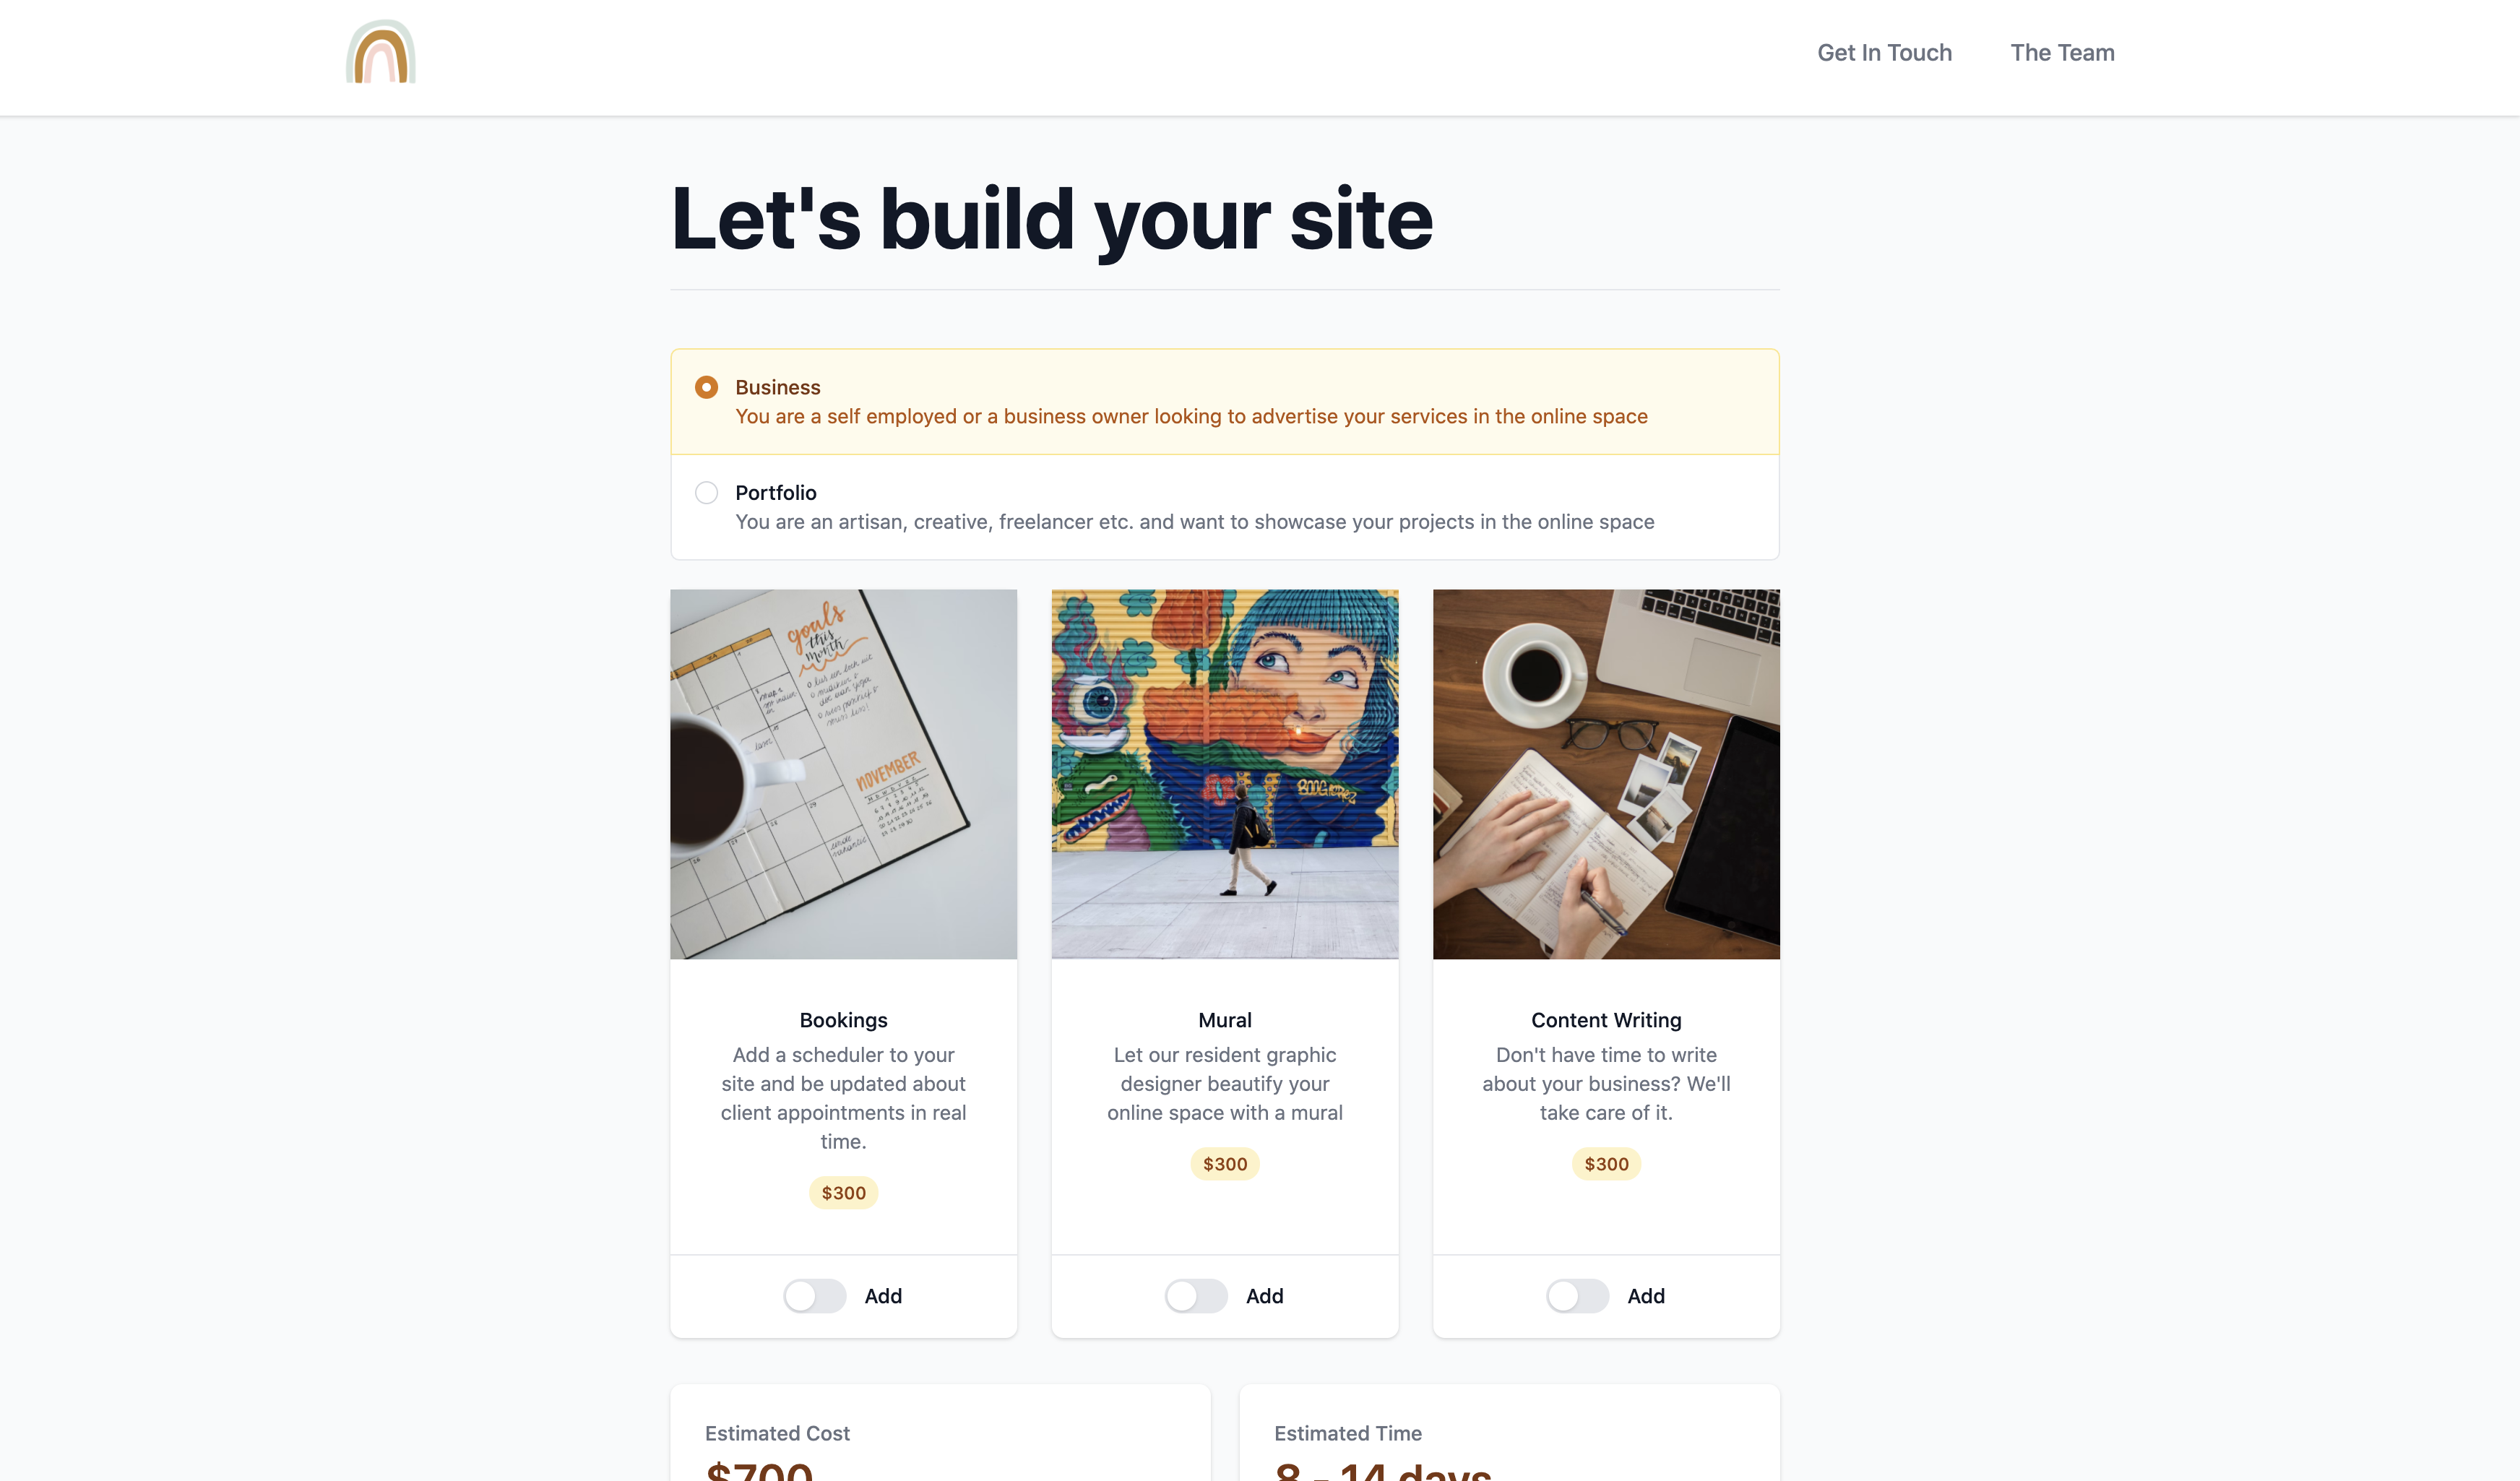 Get In Touch
The Team
Let's build your site
Business
You are a self employed or a business owner looking to advertise your services in the online space
Portfolio
You are an artisan, creative, freelancer etc. and want to showcase your projects in the online space
goals
this
month
NOVEMBER
Bookings
Add a scheduler to your
site and be updated about
client appointments in real
time.
$300
Add
Mural
Let our resident graphic
designer beautify your
online space with a mural
$300
Add
Content Writing
Don't have time to write
about your business? We'll
take care of it.
$300
Add
Estimated Cost
$700
Estimated Time
8 - 14 days